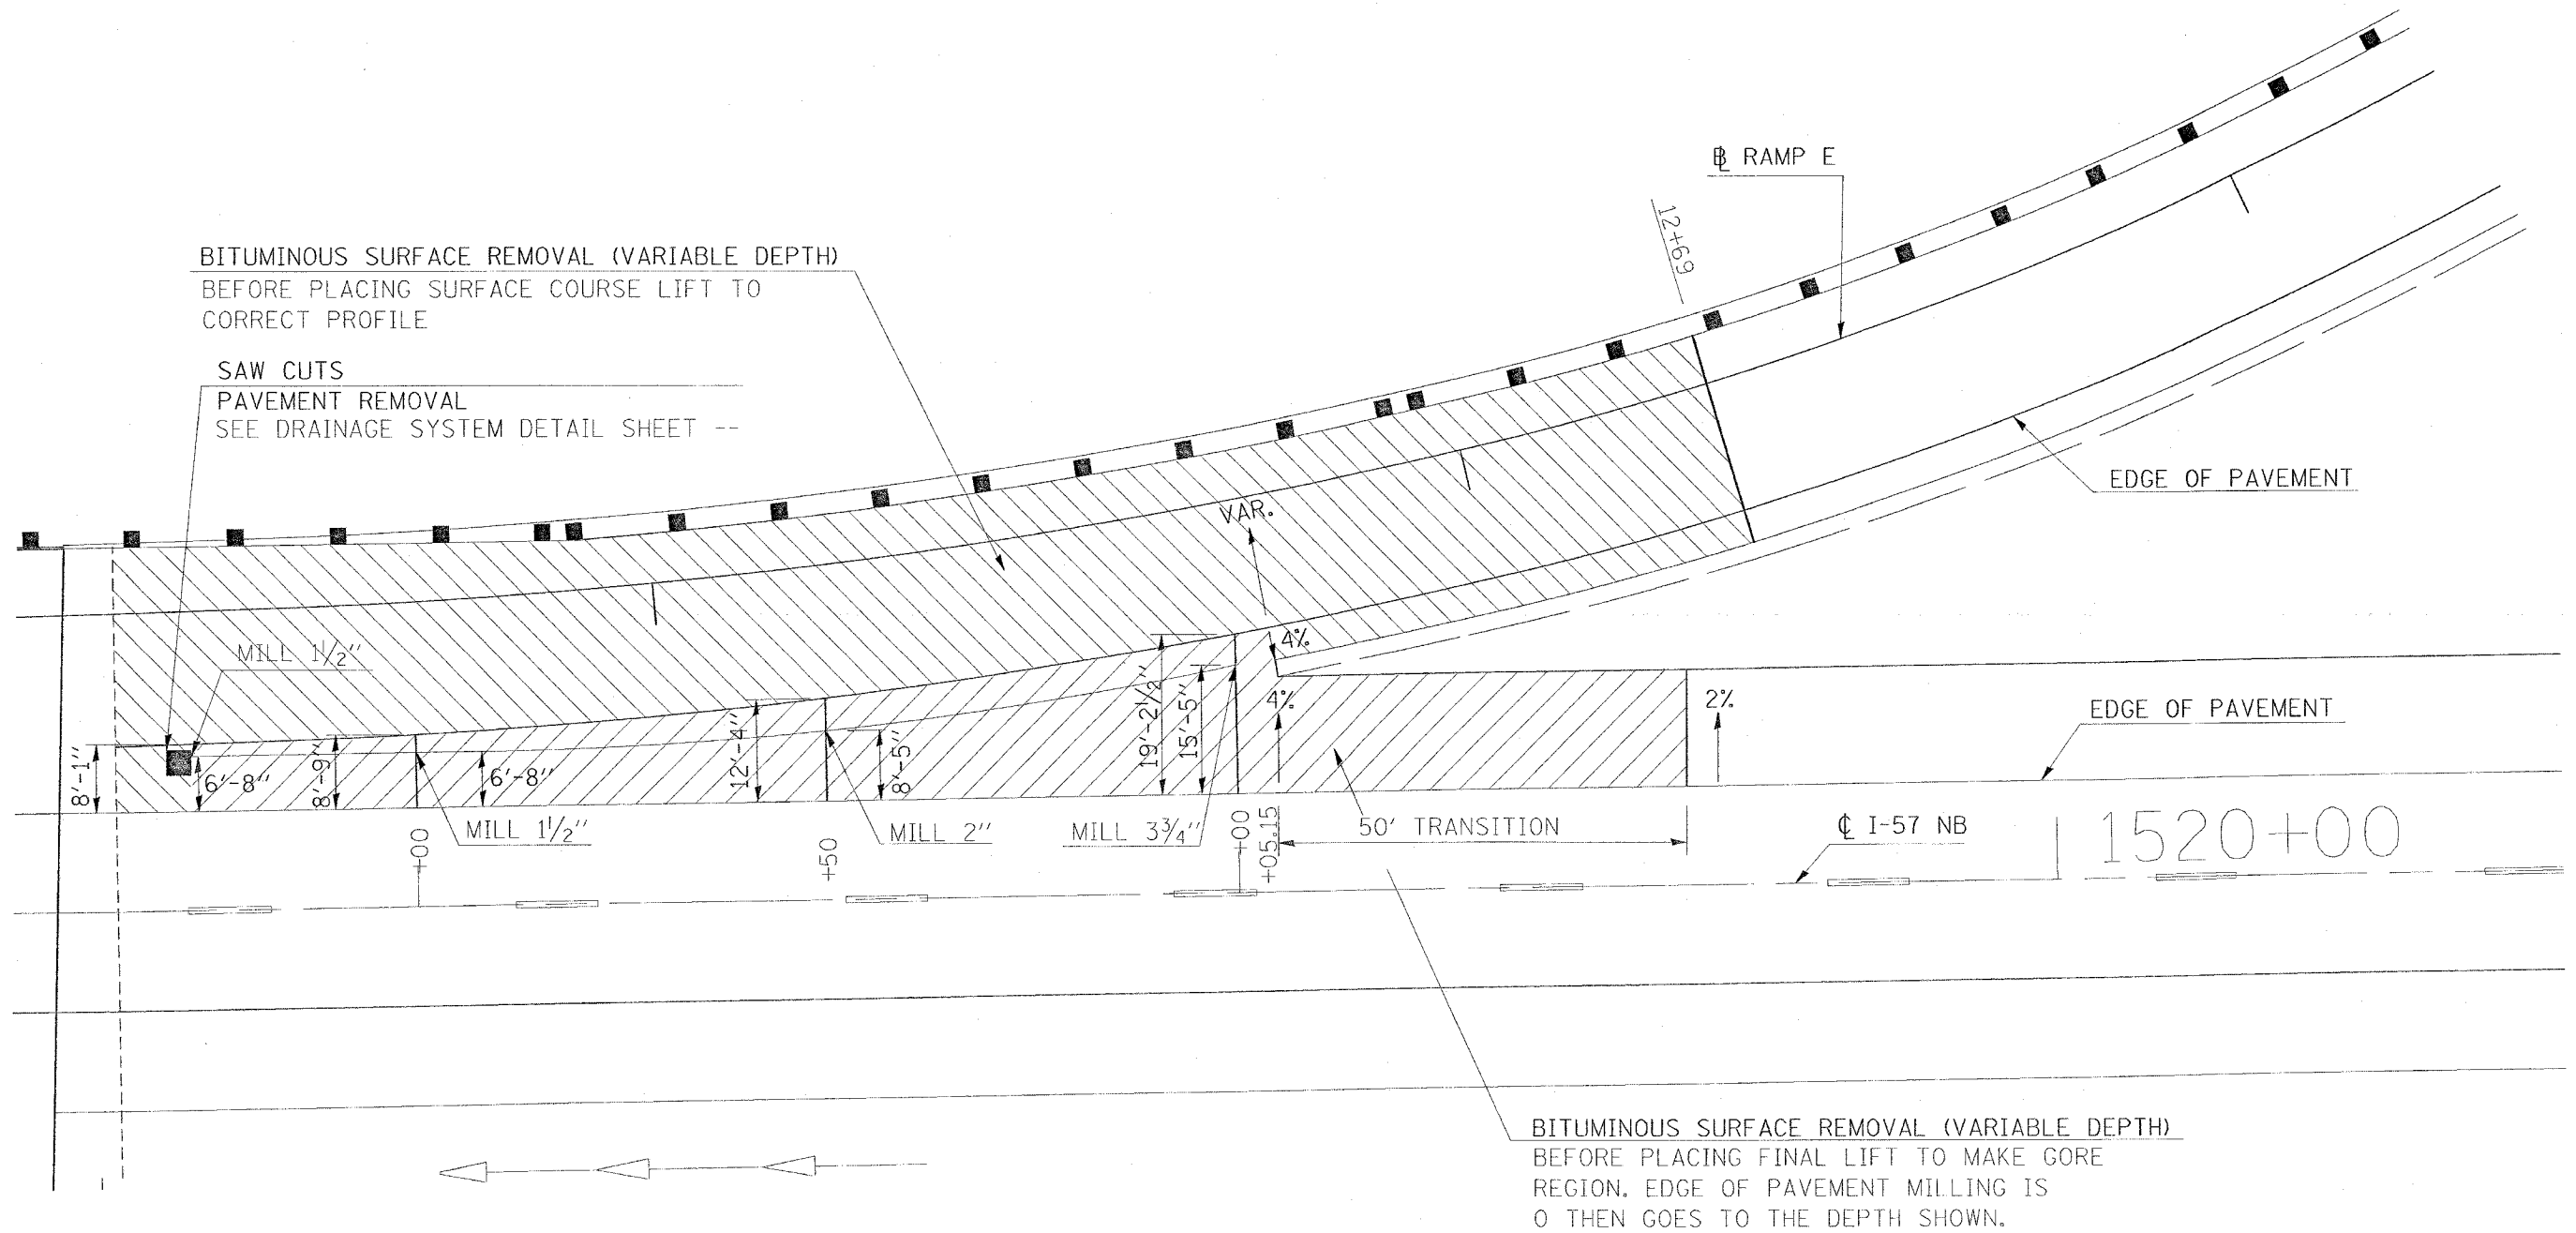 ℄ RAMP E
12+69
BITUMINOUS SURFACE REMOVAL (VARIABLE DEPTH)
BEFORE PLACING SURFACE COURSE LIFT TO
CORRECT PROFILE
SAW CUTS
PAVEMENT REMOVAL
SEE DRAINAGE SYSTEM DETAIL SHEET --
EDGE OF PAVEMENT
VAR.
4%
MILL 1½"
4%
2%
EDGE OF PAVEMENT
8'-1"
6'-8"
8'-9"
6'-8"
12'-4"
8'-5"
19'-2½"
15'-5"
+00
MILL 1½"
+50
MILL 2"
MILL 3¾"
+00
+05.15
50' TRANSITION
℄ I-57 NB
1520+00
BITUMINOUS SURFACE REMOVAL (VARIABLE DEPTH)
BEFORE PLACING FINAL LIFT TO MAKE GORE
REGION. EDGE OF PAVEMENT MILLING IS
0 THEN GOES TO THE DEPTH SHOWN.